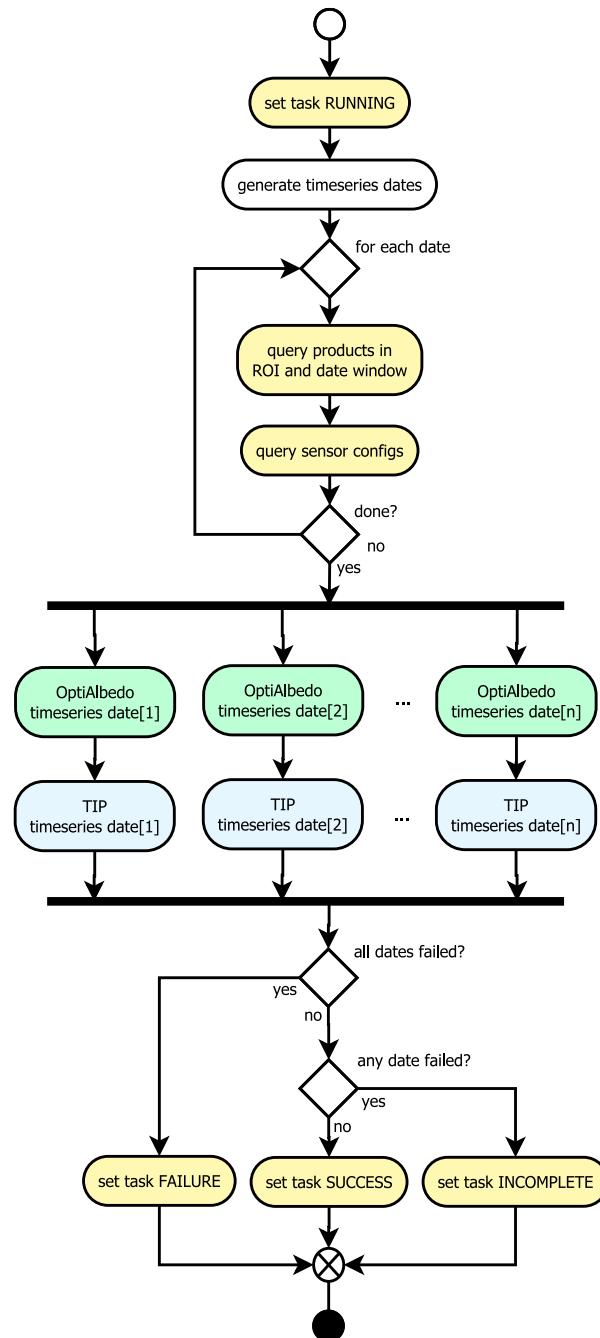 set task RUNNING
generate timeseries dates
for each date
query products in
ROI and date window
query sensor configs
done?
no
yes
OptiAlbedo
timeseries date[1]
OptiAlbedo
timeseries date[2]
...
OptiAlbedo
timeseries date[n]
TIP
timeseries date[1]
TIP
timeseries date[2]
...
TIP
timeseries date[n]
all dates failed?
yes
no
any date failed?
yes
no
set task FAILURE
set task SUCCESS
set task INCOMPLETE